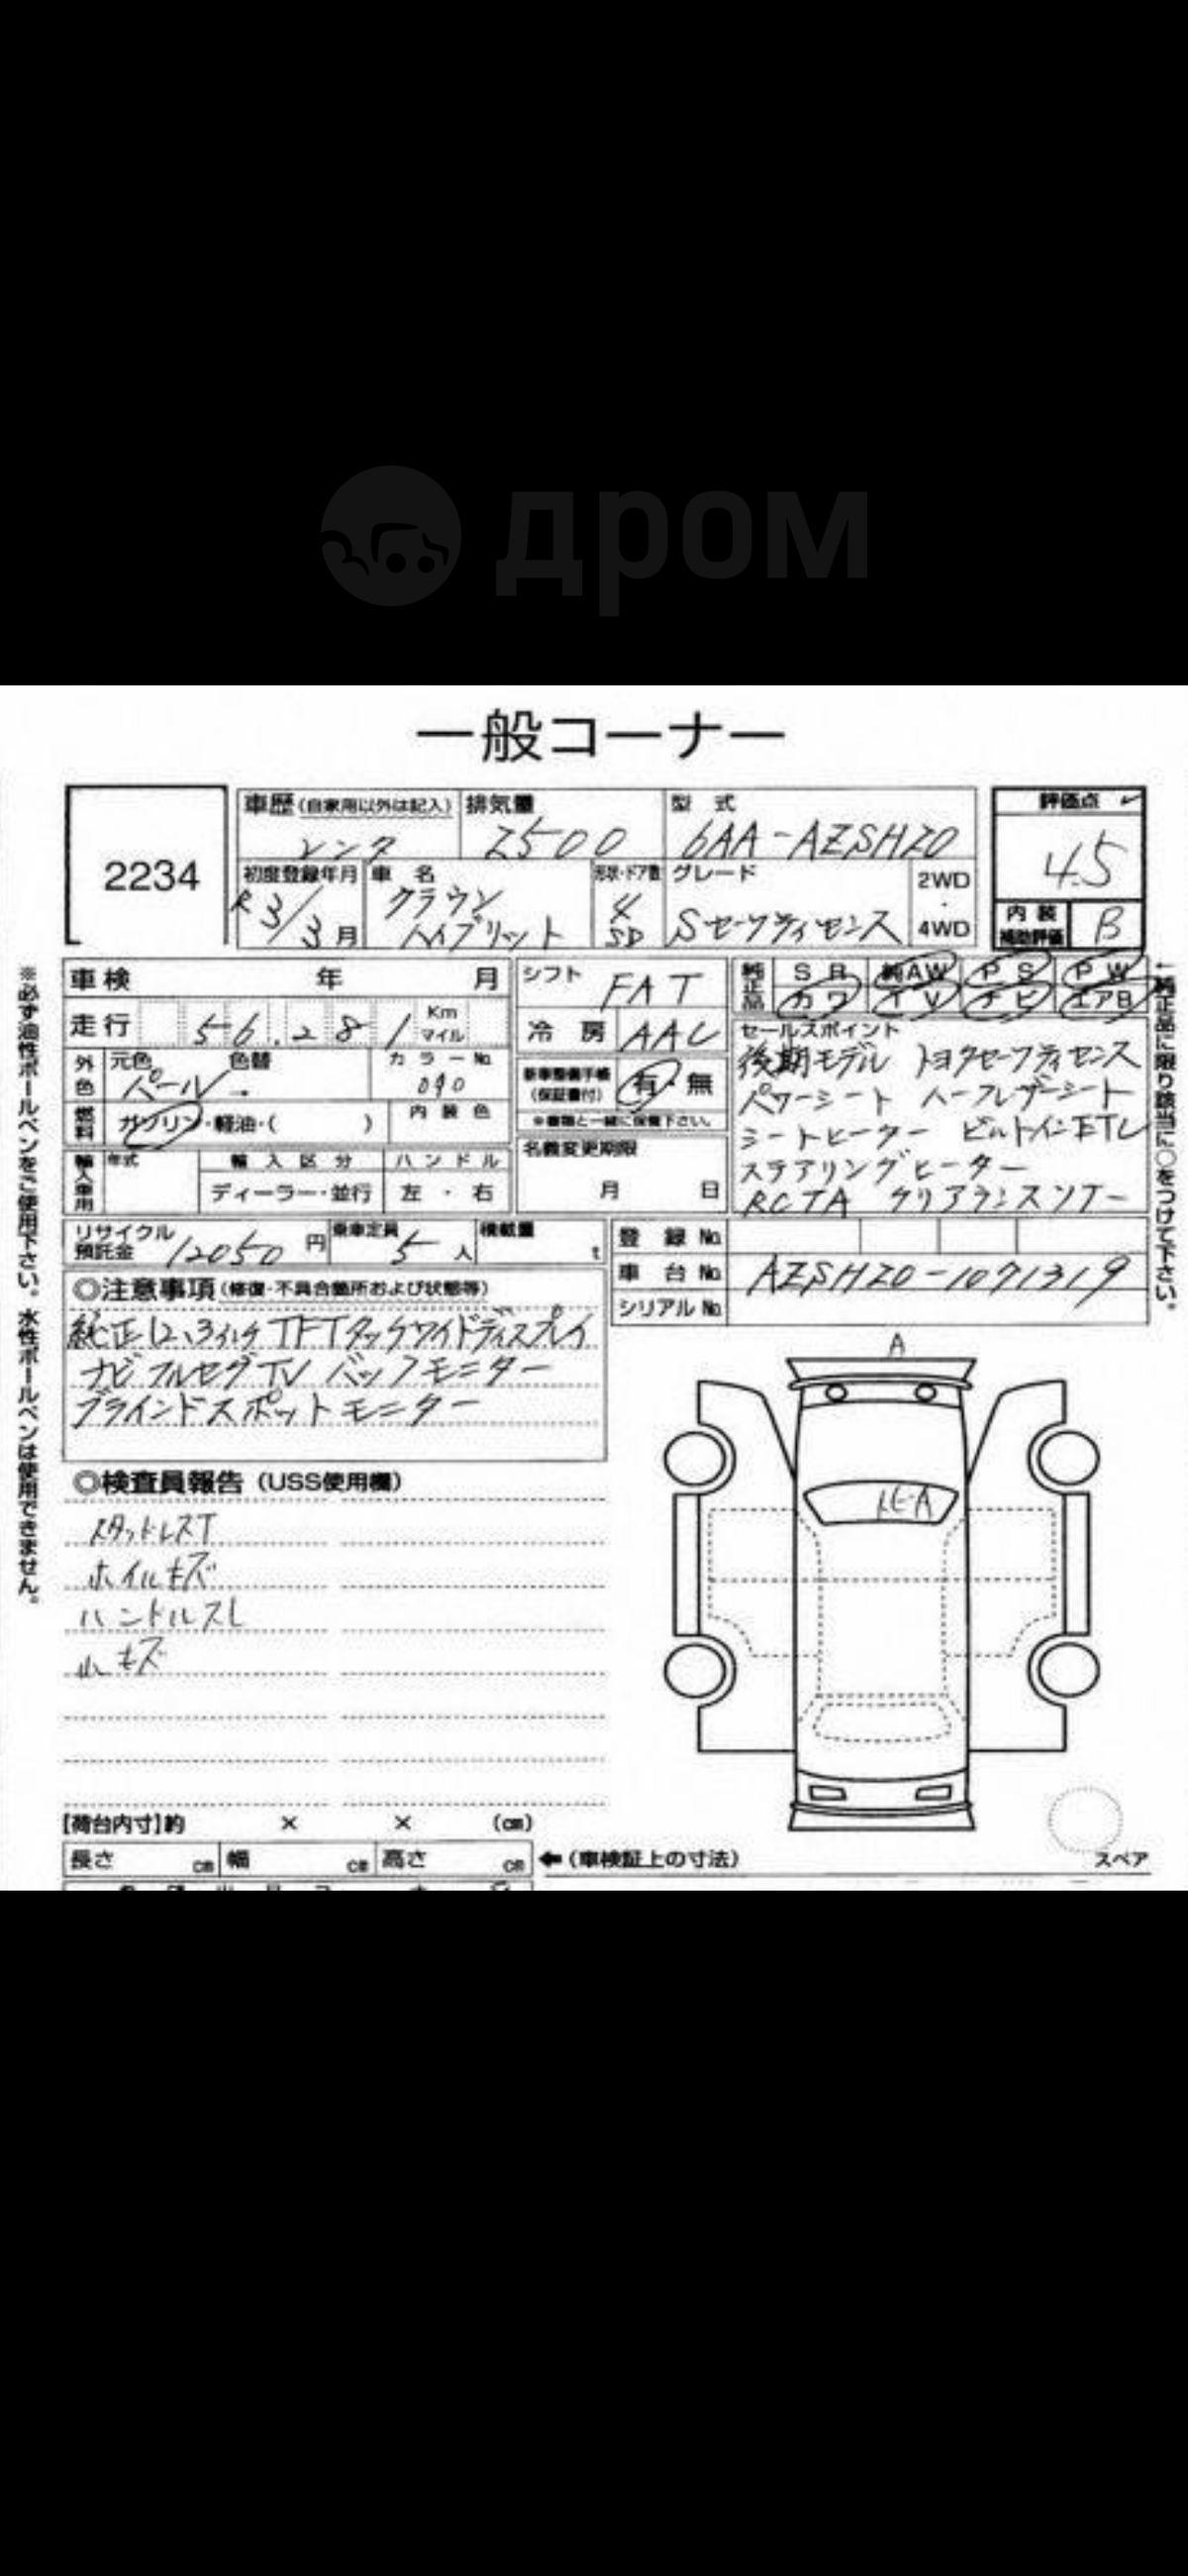 дром
一般コーナー
2234
車歴(自家用以外は記入)
レンタ
排気量
2500
型式
6AA-AZSH20
評価点
4.5
初度登録年月
R3/3月
車名
クラウン
ハイブリット
形状・ドア数
4
SD
グレード
Sセーフティセンス
2WD
・
4WD
内装
補助評価
B
車検 年 月
シフト
FAT
純正品
SR 純AW PS PW
カワ TV ナビ エアB
走行 56.281 Km マイル
冷房 AAC
セールスポイント
後期モデル トヨタセーフティセンス
パワーシート ハーフレザーシート
シートヒーター ビルトインETC
ステアリングヒーター
RCTA クリアランスソナー
外色
元色
パール→
色替
カラーNo.
090
新車整備手帳
(保証書付)
有・無
※書類と一緒に保管下さい。
燃料
ガソリン・軽油・( )
内装色
名義変更期限
月 日
輸入車用
年式
輸入区分
ディーラー・並行
ハンドル
左・右
リサイクル
預託金 12050円
乗車定員
5人
積載量
t
登録No.
車台No. AZSH20-1071319
シリアルNo.
◎注意事項(修復・不具合箇所および状態等)
純正12.3インチTFTタッチワイドディスプレイ
ナビ フルセグTV バックモニター
ブラインドスポットモニター
◎検査員報告(USS使用欄)
スタッドレスT
ホイルキズ
ハンドルスレ
小キズ
A
トビA
[荷台内寸]約 × × (cm)
長さ cm 幅 cm 高さ cm
←(車検証上の寸法)
スペア
※必ず油性ボールペンをご使用下さい。水性ボールペンは使用できません。
↑純正品に限り該当に○をつけて下さい。